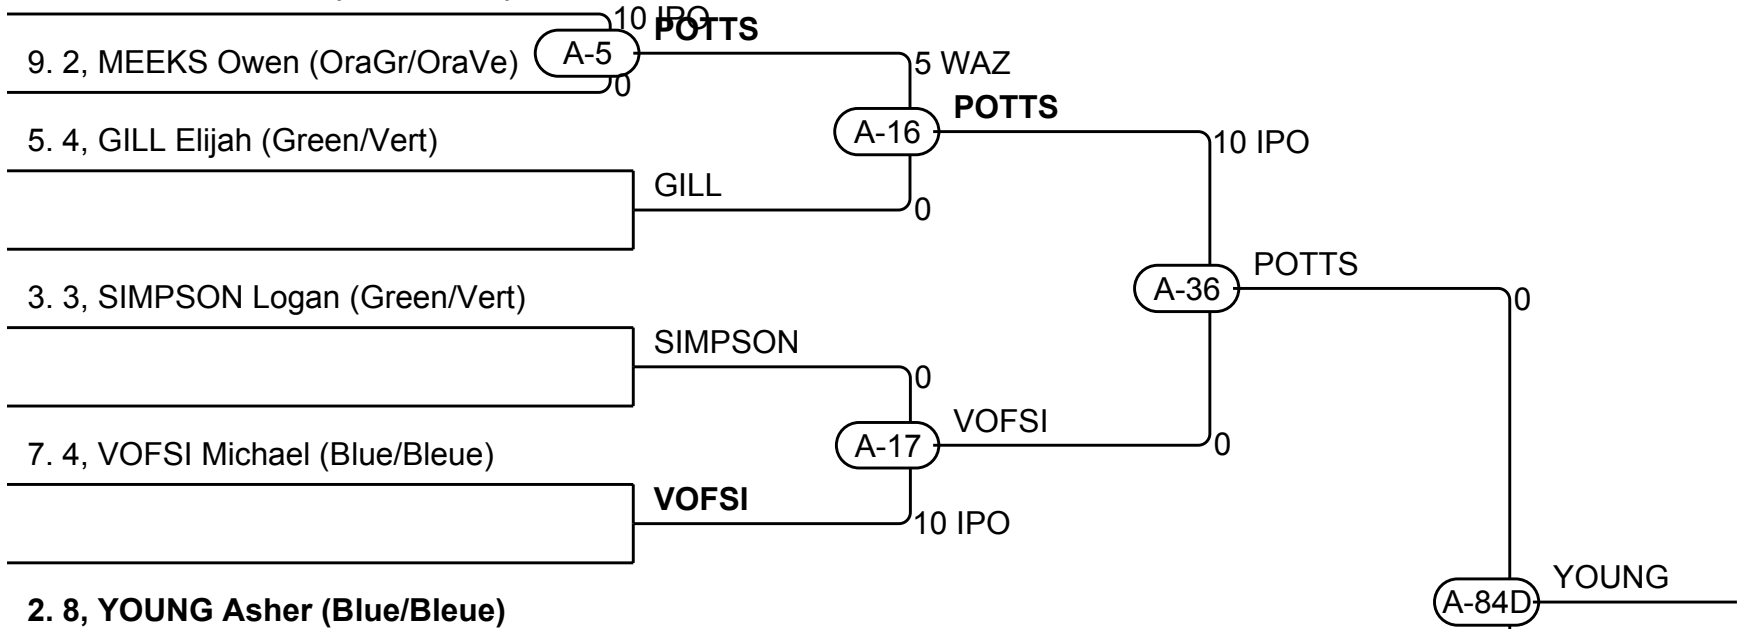 10 IPO
POTTS
9. 2, MEEKS Owen (OraGr/OraVe)
A-5
0
5 WAZ
POTTS
A-16
10 IPO
5. 4, GILL Elijah (Green/Vert)
GILL
0
POTTS
A-36
0
3. 3, SIMPSON Logan (Green/Vert)
SIMPSON
0
VOFSI
A-17
0
7. 4, VOFSI Michael (Blue/Bleue)
VOFSI
10 IPO
YOUNG
A-84D
2. 8, YOUNG Asher (Blue/Bleue)